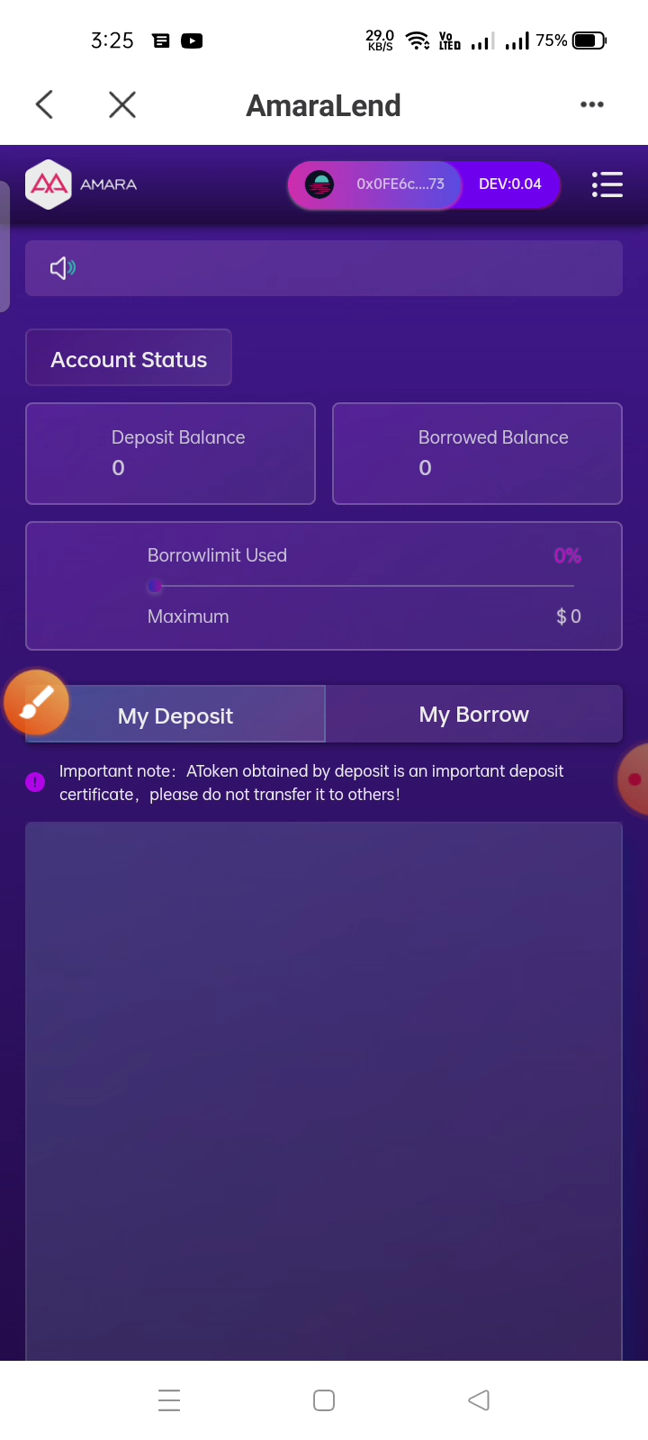 3:25 29.0 KB/S Vo LTED 75%
AmaraLend
AMARA 0x0FE6c....73 DEV:0.04
Account Status
Deposit Balance Borrowed Balance
0 0
Borrowlimit Used 0%
Maximum $ 0
My Deposit My Borrow
Important note：AToken obtained by deposit is an important deposit
certificate，please do not transfer it to others！